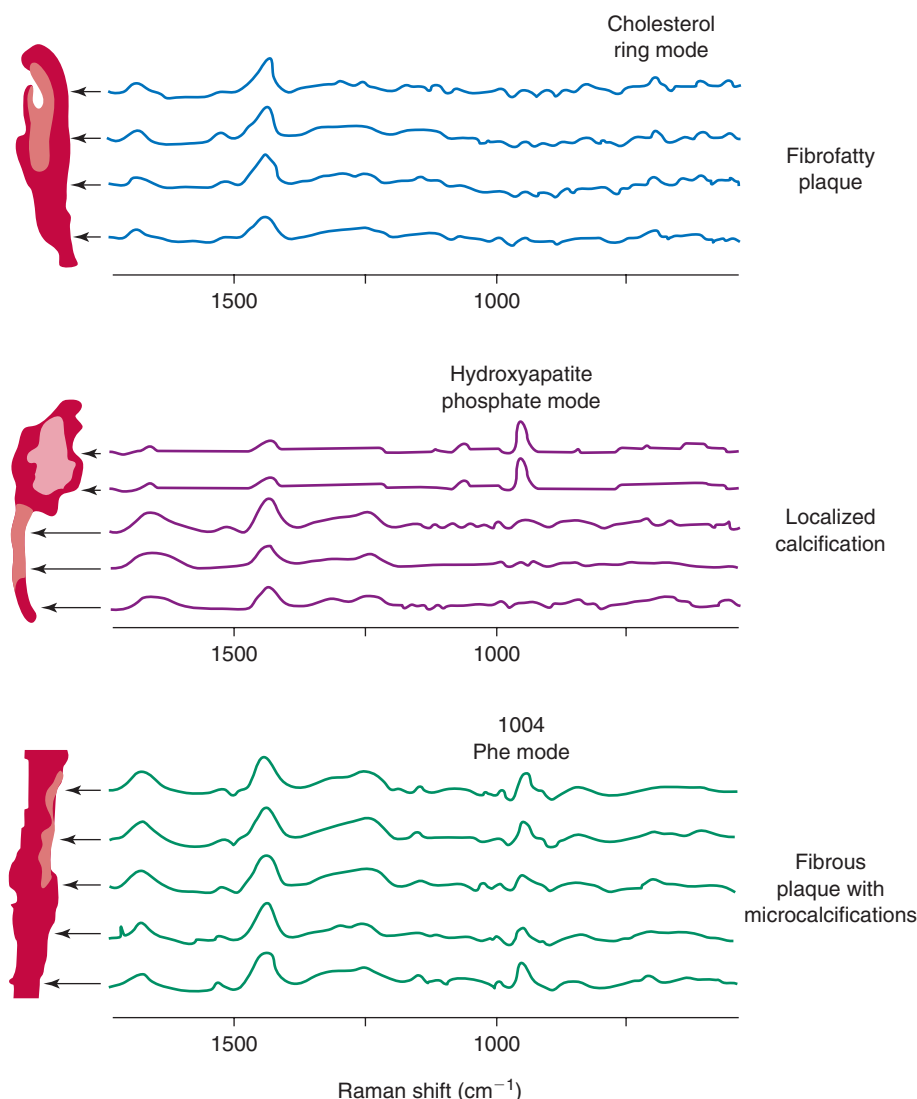 Cholesterol
ring mode
Fibrofatty
plaque
1500
1000
Hydroxyapatite
phosphate mode
Localized
calcification
1500
1000
1004
Phe mode
Fibrous
plaque with
microcalcifications
1500
1000
Raman shift (cm⁻¹)